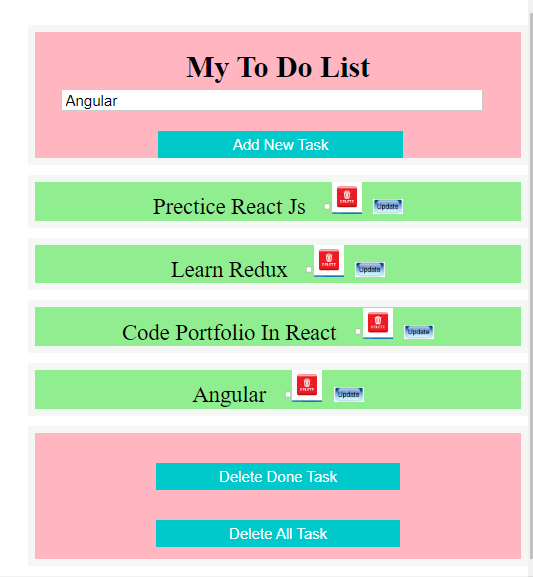 My To Do List
Angular
Add New Task
Prectice React Js DELETE Update
Learn Redux DELETE Update
Code Portfolio In React DELETE Update
Angular DELETE Update
Delete Done Task
Delete All Task